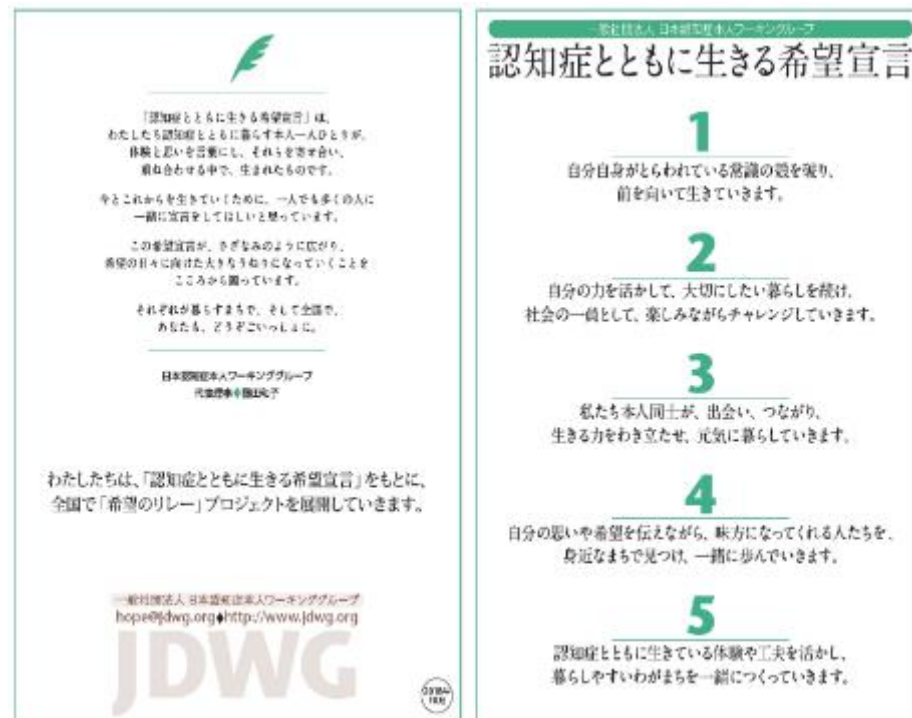 「認知症とともに生きる希望宣言」は、
わたしたち認知症とともに暮らす本人一人ひとりが、
体験と思いを言葉にし、それらを寄せ合い、
重ね合わせる中で、生まれたものです。
今とこれからを生きていくために、一人でも多くの人に
一緒に宣言をしてほしいと思っています。
この希望宣言が、さざなみのように広がり、
希望の日々に向けた大きなうねりになっていくことを
こころから願っています。
それぞれが暮らすまちで、そして全国で、
あなたも、どうぞごいっしょに。
日本認知症本人ワーキンググループ
代表理事◆藤田和子
わたしたちは、「認知症とともに生きる希望宣言」をもとに、
全国で「希望のリレー」プロジェクトを展開していきます。
一般社団法人 日本認知症本人ワーキンググループ
hope@jdwg.org◆http://www.jdwg.org
JDWG
2018年
一般社団法人 日本認知症本人ワーキンググループ
認知症とともに生きる希望宣言
1
自分自身がとらわれている常識の殻を破り、
前を向いて生きていきます。
2
自分の力を活かして、大切にしたい暮らしを続け、
社会の一員として、楽しみながらチャレンジしていきます。
3
私たち本人同士が、出会い、つながり、
生きる力をわき立たせ、元気に暮らしていきます。
4
自分の思いや希望を伝えながら、味方になってくれる人たちを、
身近なまちで見つけ、一緒に歩んでいきます。
5
認知症とともに生きている体験や工夫を活かし、
暮らしやすいわがまちを一緒につくっていきます。